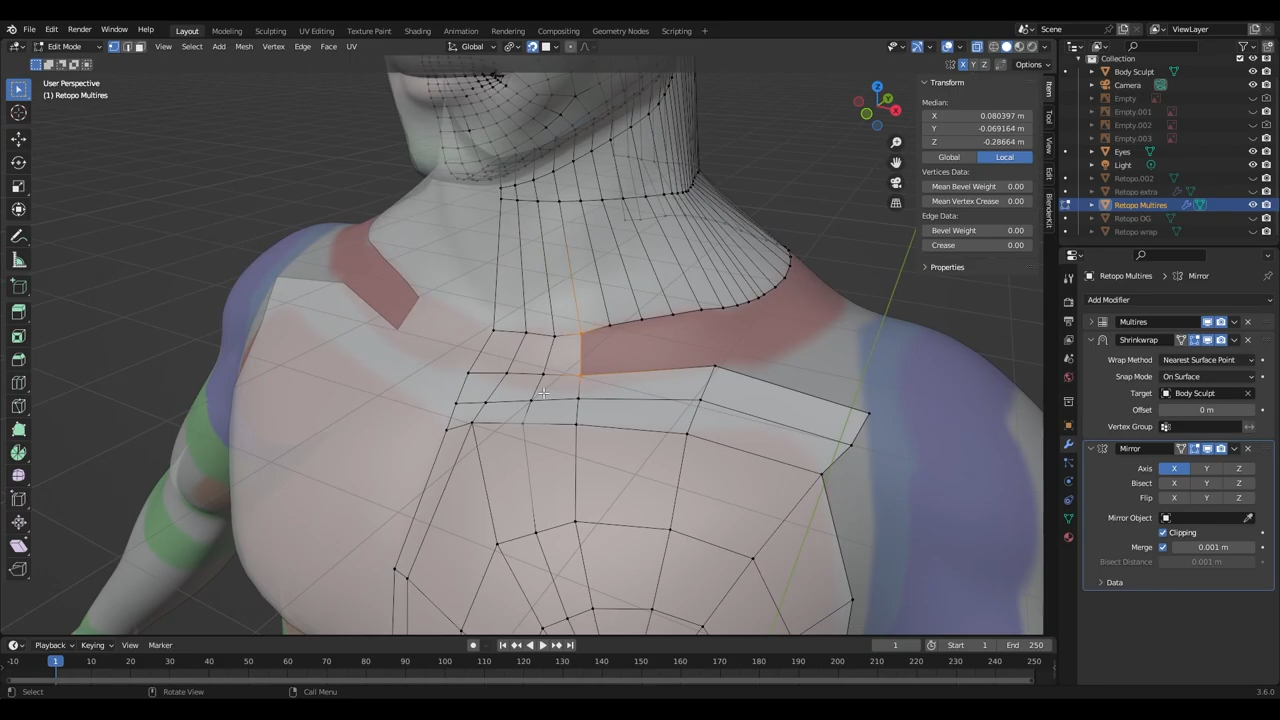 File Edit Render Window Help Layout Modeling Sculpting UV Editing Texture Paint Shading Animation Rendering Compositing Geometry Nodes Scripting Scene ViewLayer
Edit Mode View Select Add Mesh Vertex Edge Face UV Global
X Y Z Options
User Perspective
(1) Retopo Multires
Z
Y
X
Transform
Median:
X 0.080397 m
Y -0.069164 m
Z -0.28664 m
Global Local
Vertices Data:
Mean Bevel Weight 0.00
Mean Vertex Crease 0.00
Edge Data:
Bevel Weight 0.00
Crease 0.00
Properties
Item
Tool
View
Edit
BlenderKit
Collection
Body Sculpt
Camera
Empty
Empty.001
Empty.002
Empty.003
Eyes
Light
Retopo.002
Retopo extra
Retopo Multires
Retopo OG
Retopo wrap
Retopo Multires Mirror
Add Modifier
Multires
Shrinkwrap
Wrap Method Nearest Surface Point
Snap Mode On Surface
Target Body Sculpt
Offset 0 m
Vertex Group
Mirror
Axis X Y Z
Bisect X Y Z
Flip X Y Z
Mirror Object
Clipping
Merge 0.001 m
Bisect Distance 0.001 m
Data
Playback Keying View Marker 1 Start 1 End 250
-10 1 10 20 30 40 50 60 70 80 90 100 110 120 130 140 150 160 170 180 190 200 210 220 230 240 250
Select Rotate View Call Menu 3.6.0